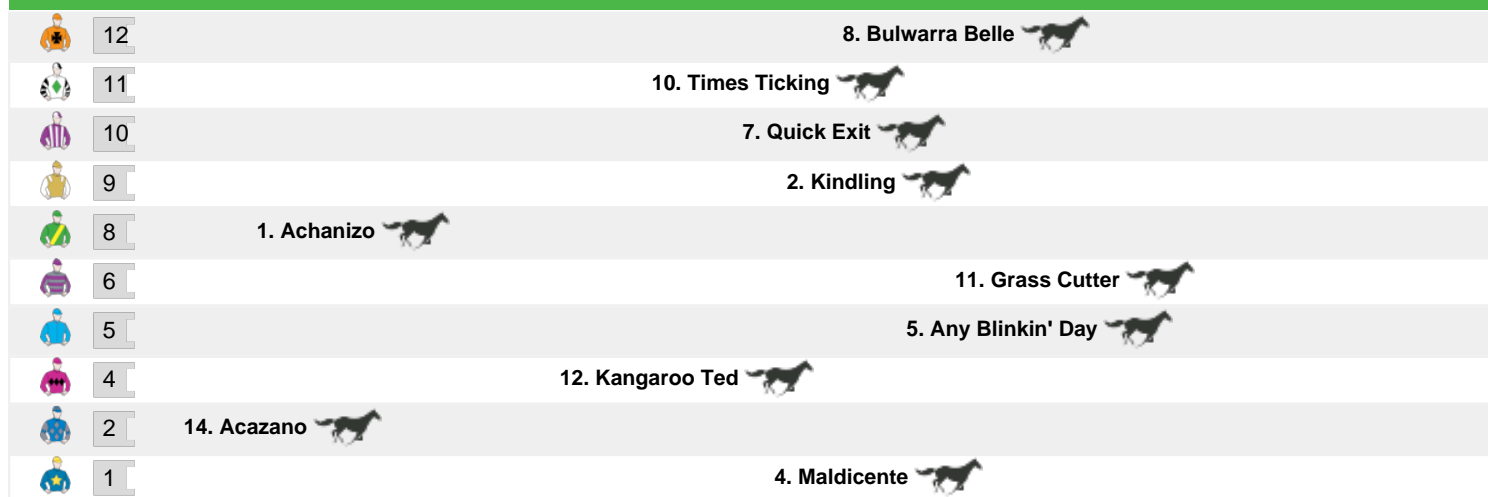 12 8. Bulwarra Belle
11 10. Times Ticking
10 7. Quick Exit
9 2. Kindling
8 1. Achanizo
6 11. Grass Cutter
5 5. Any Blinkin' Day
4 12. Kangaroo Ted
2 14. Acazano
1 4. Maldicente